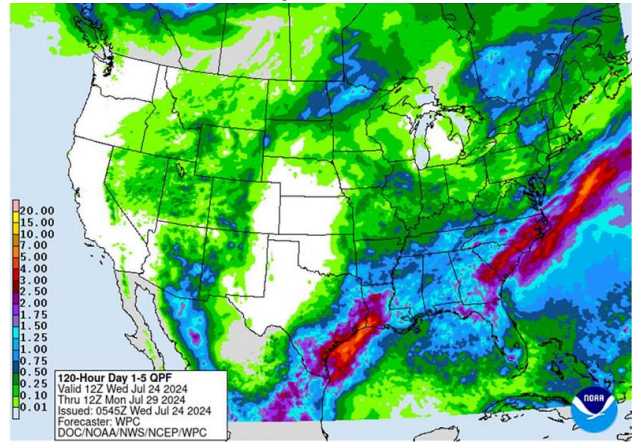 20.00
15.00
10.00
7.00
5.00
4.00
3.00
2.50
2.00
1.75
1.50
1.25
1.00
0.75
0.50
0.25
0.10
0.01
120-Hour Day 1-5 QPF
Valid 12Z Wed Jul 24 2024
Thru 12Z Mon Jul 29 2024
Issued: 0545Z Wed Jul 24 2024
Forecaster: WPC
DOC/NOAA/NWS/NCEP/WPC
NOAA